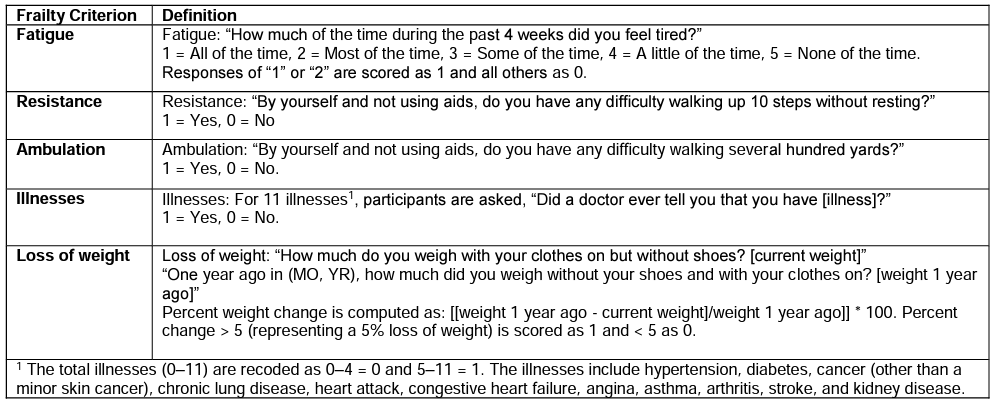 Frailty Criterion Definition
Fatigue Fatigue: “How much of the time during the past 4 weeks did you feel tired?”
1 = All of the time, 2 = Most of the time, 3 = Some of the time, 4 = A little of the time, 5 = None of the time.
Responses of “1” or “2” are scored as 1 and all others as 0.
Resistance Resistance: “By yourself and not using aids, do you have any difficulty walking up 10 steps without resting?”
1 = Yes, 0 = No
Ambulation Ambulation: “By yourself and not using aids, do you have any difficulty walking several hundred yards?”
1 = Yes, 0 = No.
Illnesses Illnesses: For 11 illnesses¹, participants are asked, “Did a doctor ever tell you that you have [illness]?”
1 = Yes, 0 = No.
Loss of weight Loss of weight: “How much do you weigh with your clothes on but without shoes? [current weight]”
“One year ago in (MO, YR), how much did you weigh without your shoes and with your clothes on? [weight 1 year
ago]”
Percent weight change is computed as: [[weight 1 year ago - current weight]/weight 1 year ago]] * 100. Percent
change > 5 (representing a 5% loss of weight) is scored as 1 and < 5 as 0.
¹ The total illnesses (0–11) are recoded as 0–4 = 0 and 5–11 = 1. The illnesses include hypertension, diabetes, cancer (other than a
minor skin cancer), chronic lung disease, heart attack, congestive heart failure, angina, asthma, arthritis, stroke, and kidney disease.